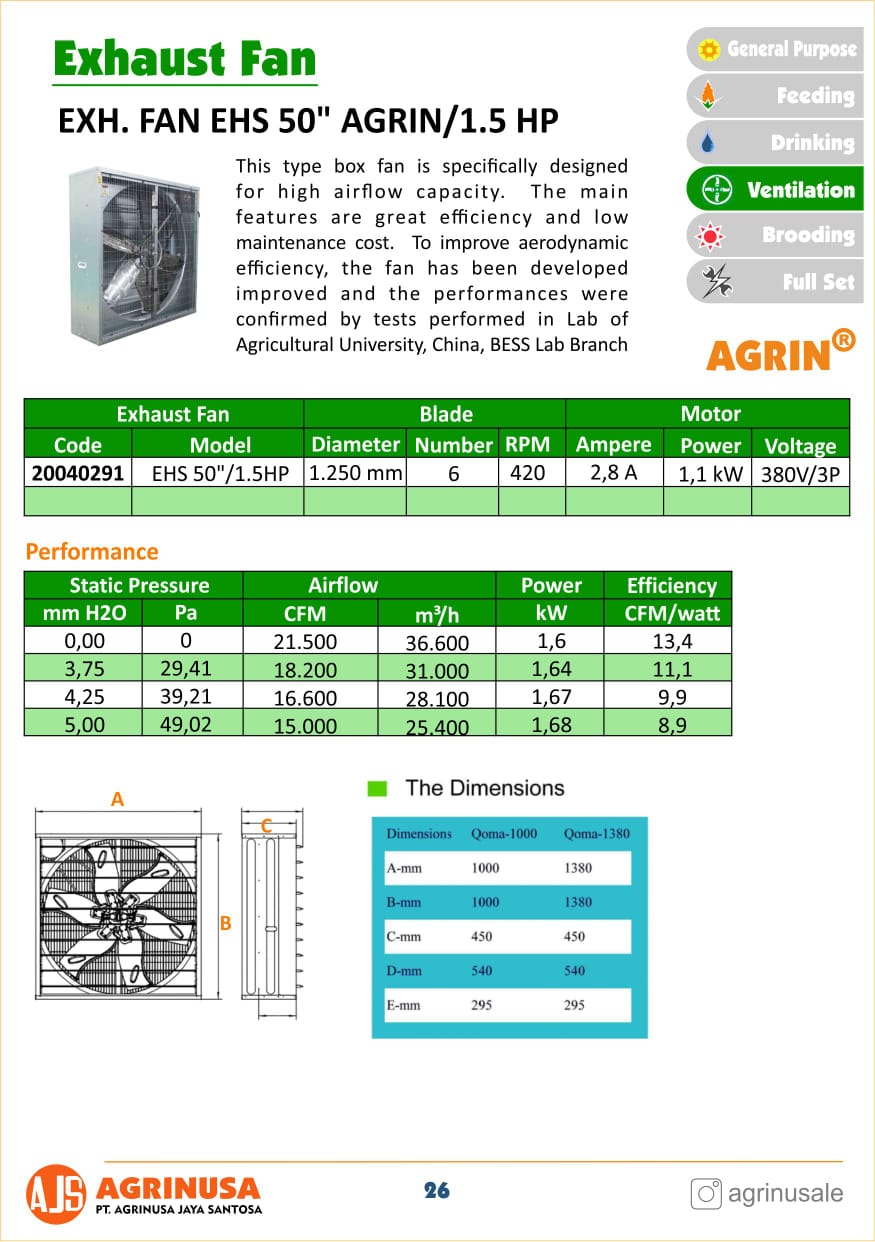 Exhaust Fan
EXH. FAN EHS 50" AGRIN/1.5 HP
General Purpose
Feeding
Drinking
Ventilation
Brooding
Full Set
This type box fan is specifically designed
for high airflow capacity. The main
features are great efficiency and low
maintenance cost. To improve aerodynamic
efficiency, the fan has been developed
improved and the performances were
confirmed by tests performed in Lab of
Agricultural University, China, BESS Lab Branch
AGRIN®
Exhaust Fan Blade Motor
Code Model Diameter Number RPM Ampere Power Voltage
20040291 EHS 50"/1.5HP 1.250 mm 6 420 2,8 A 1,1 kW 380V/3P
Performance
Static Pressure Airflow Power Efficiency
mm H2O Pa CFM m³/h kW CFM/watt
0,00 0 21.500 36.600 1,6 13,4
3,75 29,41 18.200 31.000 1,64 11,1
4,25 39,21 16.600 28.100 1,67 9,9
5,00 49,02 15.000 25.400 1,68 8,9
The Dimensions
A
C
B
Dimensions Qoma-1000 Qoma-1380
A-mm 1000 1380
B-mm 1000 1380
C-mm 450 450
D-mm 540 540
E-mm 295 295
AJS AGRINUSA
PT. AGRINUSA JAYA SANTOSA
26
agrinusale